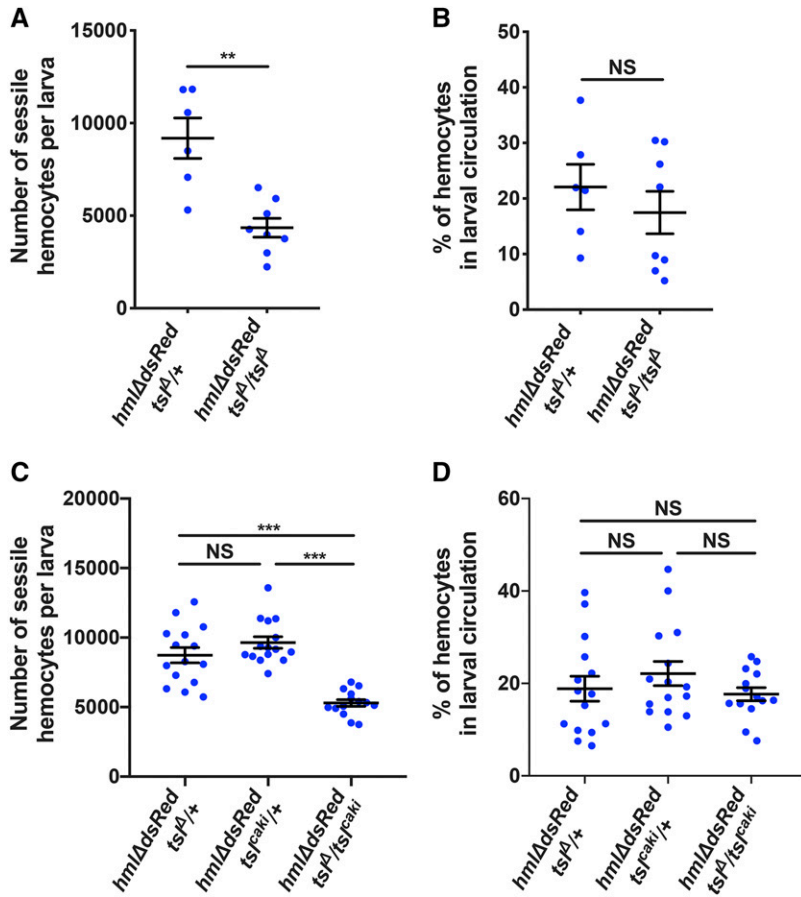 A
Number of sessile
hemocytes per larva
15000
10000
5000
0
**
hmlΔdsRed
tslΔ/+
hmlΔdsRed
tslΔ/tslΔ
B
% of hemocytes
in larval circulation
50
40
30
20
10
0
NS
hmlΔdsRed
tslΔ/+
hmlΔdsRed
tslΔ/tslΔ
C
Number of sessile
hemocytes per larva
20000
15000
10000
5000
0
***
NS
***
hmlΔdsRed
tslΔ/+
hmlΔdsRed
tslcaki/+
hmlΔdsRed
tslΔ/tslcaki
D
% of hemocytes
in larval circulation
60
40
20
0
NS
NS
NS
hmlΔdsRed
tslΔ/+
hmlΔdsRed
tslcaki/+
hmlΔdsRed
tslΔ/tslcaki